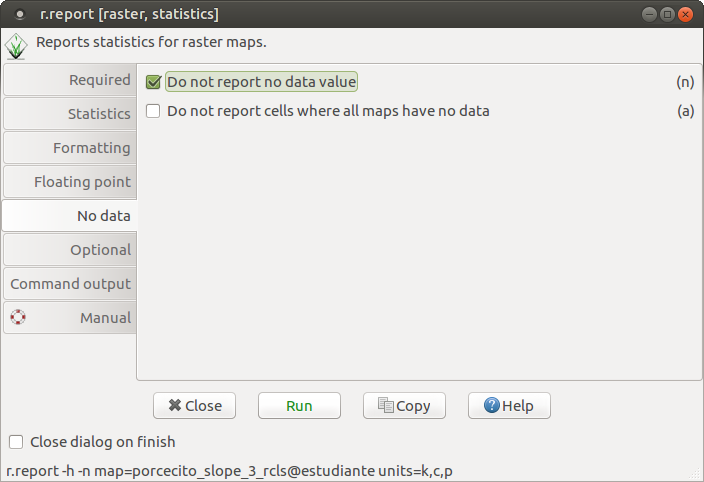 r.report [raster, statistics]
Reports statistics for raster maps.
Required
Statistics
Formatting
Floating point
No data
Optional
Command output
Manual
Do not report no data value (n)
Do not report cells where all maps have no data (a)
Close Run Copy Help
Close dialog on finish
r.report -h -n map=porcecito_slope_3_rcls@estudiante units=k,c,p